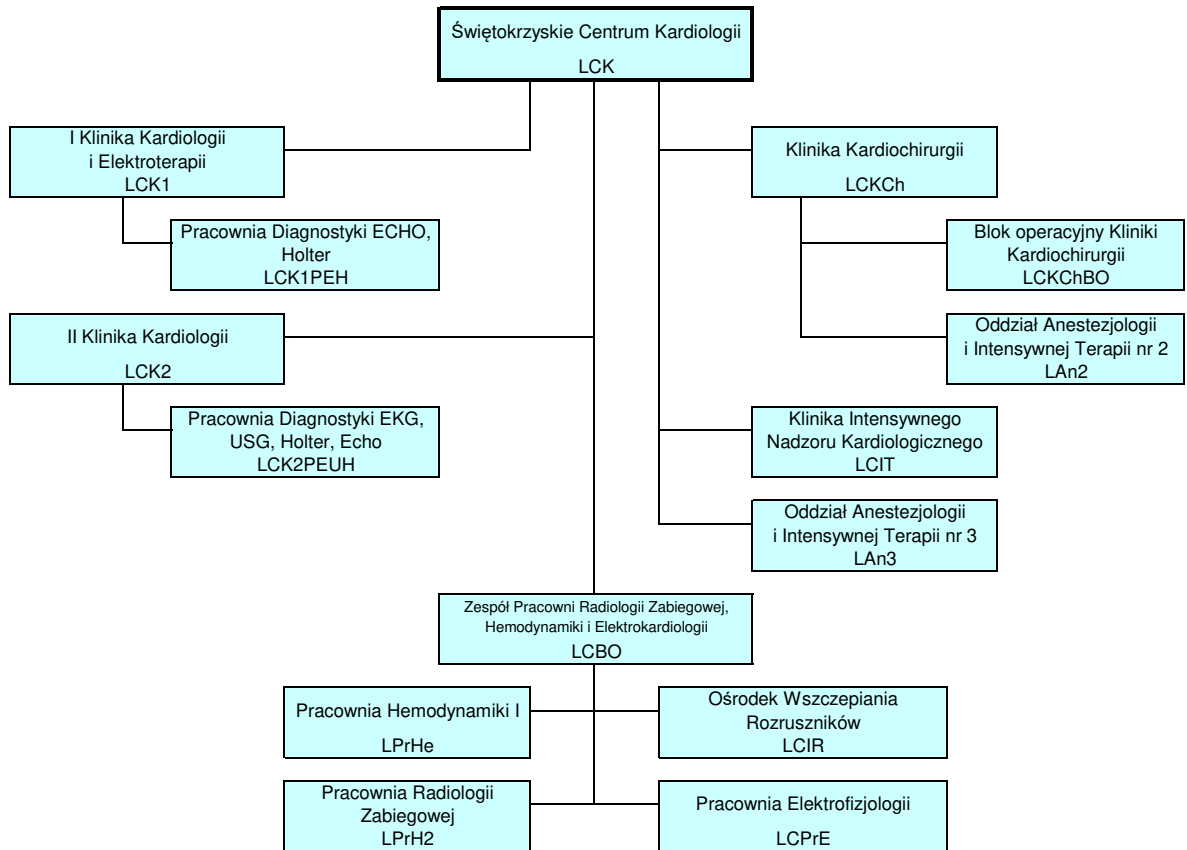 Świętokrzyskie Centrum Kardiologii
LCK
I Klinika Kardiologii
i Elektroterapii
LCK1
Pracownia Diagnostyki ECHO,
Holter
LCK1PEH
II Klinika Kardiologii
LCK2
Pracownia Diagnostyki EKG,
USG, Holter, Echo
LCK2PEUH
Klinika Kardiochirurgii
LCKCh
Blok operacyjny Kliniki
Kardiochirurgii
LCKChBO
Oddział Anestezjologii
i Intensywnej Terapii nr 2
LAn2
Klinika Intensywnego
Nadzoru Kardiologicznego
LCIT
Oddział Anestezjologii
i Intensywnej Terapii nr 3
LAn3
Zespół Pracowni Radiologii Zabiegowej,
Hemodynamiki i Elektrokardiologii
LCBO
Pracownia Hemodynamiki I
LPrHe
Ośrodek Wszczepiania
Rozruszników
LCIR
Pracownia Radiologii
Zabiegowej
LPrH2
Pracownia Elektrofizjologii
LCPrE